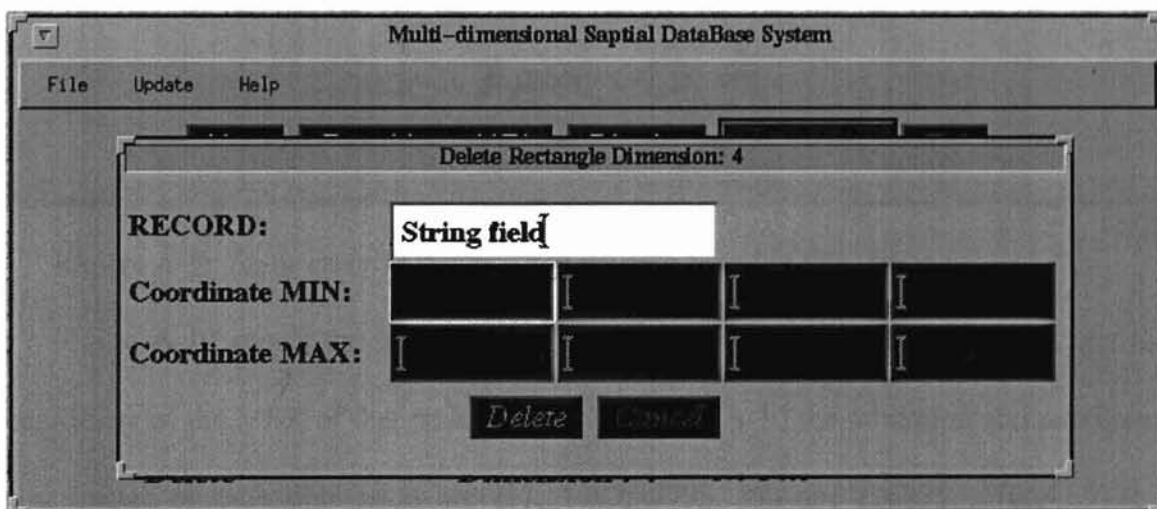 Multi-dimensional Saptial DataBase System
File Update Help
Delete Rectangle Dimension: 4
RECORD: String field
Coordinate MIN:
Coordinate MAX:
Delete Cancel